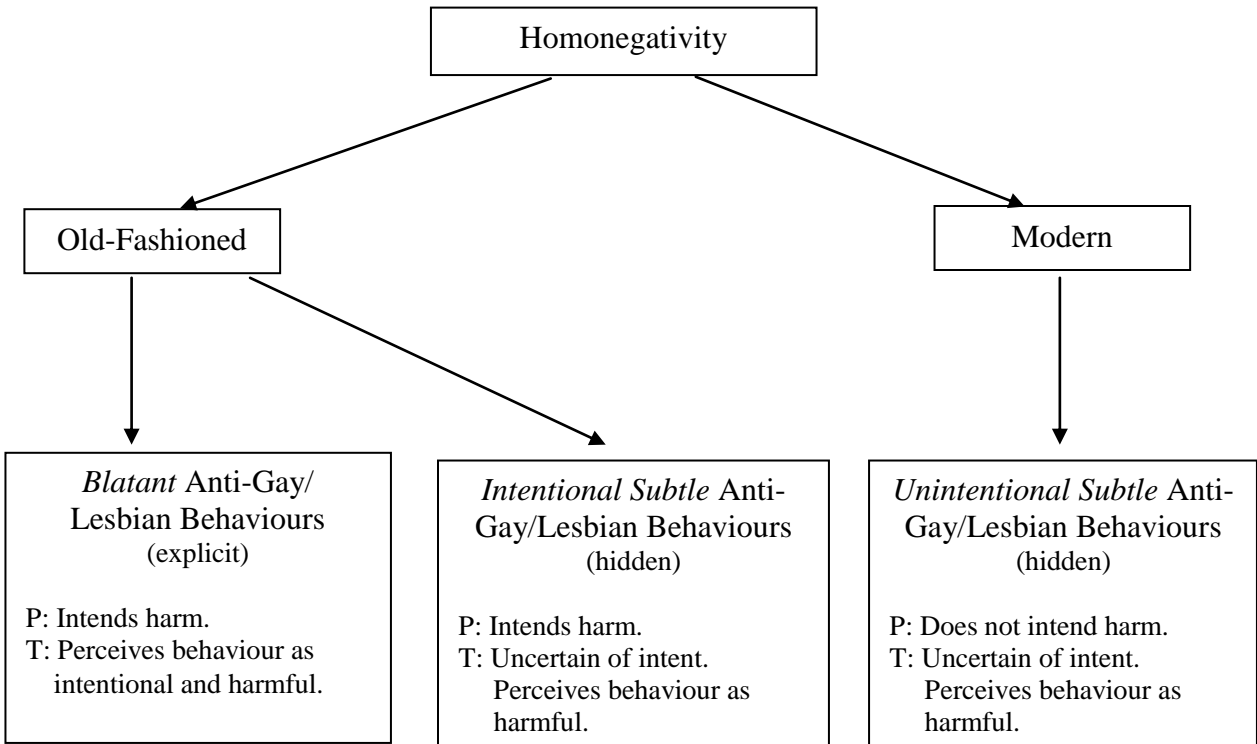 Homonegativity
Old-Fashioned
Modern
Blatant Anti-Gay/
Lesbian Behaviours
(explicit)
P: Intends harm.
T: Perceives behaviour as
intentional and harmful.
Intentional Subtle Anti-
Gay/Lesbian Behaviours
(hidden)
P: Intends harm.
T: Uncertain of intent.
Perceives behaviour as
harmful.
Unintentional Subtle Anti-
Gay/Lesbian Behaviours
(hidden)
P: Does not intend harm.
T: Uncertain of intent.
Perceives behaviour as
harmful.